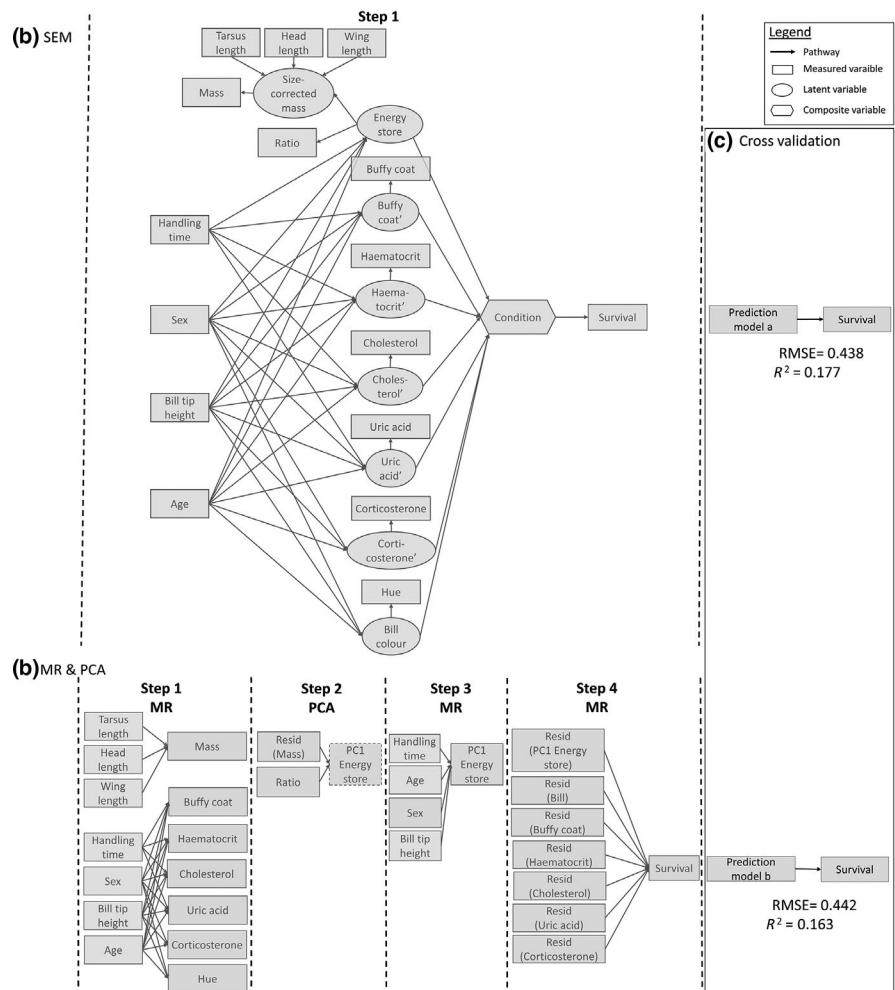 Step 1
(b) SEM
Tarsus
length
Head
length
Wing
length
Mass
Size-
corrected
mass
Ratio
Energy
store
Buffy coat
Buffy
coat’
Handling
time
Haematocrit
Haema-
tocrit’
Sex
Cholesterol
Choles-
terol’
Bill tip
height
Uric acid
Uric
acid’
Age
Corticosterone
Corti-
costerone’
Hue
Bill
colour
Condition
Survival
Legend
Pathway
Measured varaible
Latent variable
Composite variable
(c) Cross validation
Prediction
model a
Survival
RMSE= 0.438
R² = 0.177
(b) MR & PCA
Step 1
MR
Tarsus
length
Head
length
Wing
length
Mass
Handling
time
Sex
Bill tip
height
Age
Buffy coat
Haematocrit
Cholesterol
Uric acid
Corticosterone
Hue
Step 2
PCA
Resid
(Mass)
Ratio
PC1
Energy
store
Step 3
MR
Handling
time
Age
Sex
Bill tip
height
PC1
Energy
store
Step 4
MR
Resid
(PC1 Energy
store)
Resid
(Bill)
Resid
(Buffy coat)
Resid
(Haematocrit)
Resid
(Cholesterol)
Resid
(Uric acid)
Resid
(Corticosterone)
Survival
Prediction
model b
Survival
RMSE= 0.442
R² = 0.163